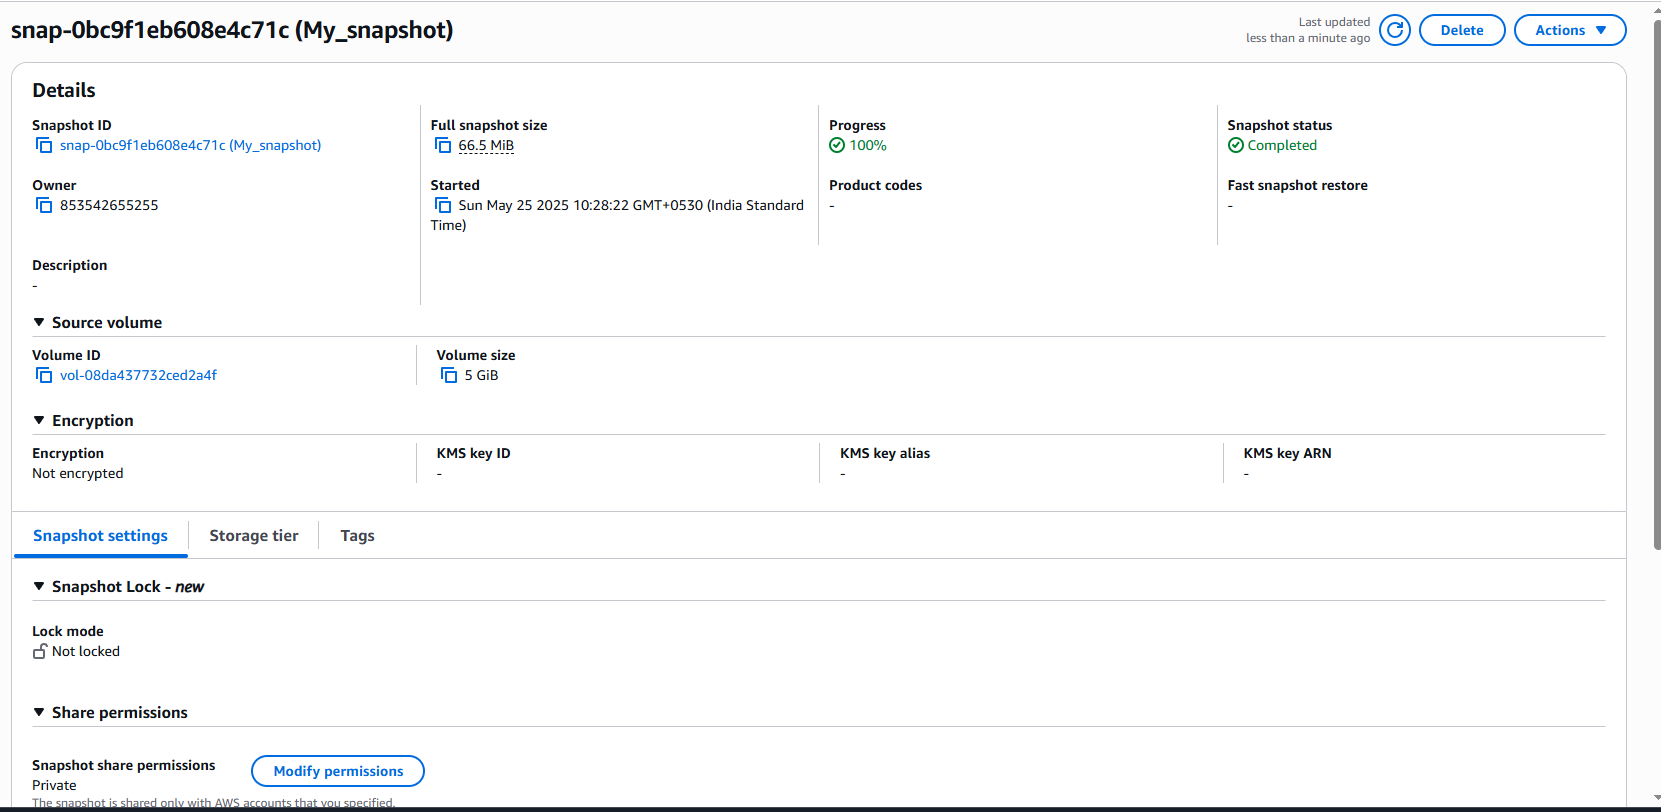 snap-0bc9f1eb608e4c71c (My_snapshot)
Last updated
less than a minute ago
Delete
Actions
Details
Snapshot ID
snap-0bc9f1eb608e4c71c (My_snapshot)
Full snapshot size
66.5 MiB
Progress
100%
Snapshot status
Completed
Owner
853542655255
Started
Sun May 25 2025 10:28:22 GMT+0530 (India Standard
Time)
Product codes
-
Fast snapshot restore
-
Description
-
Source volume
Volume ID
vol-08da437732ced2a4f
Volume size
5 GiB
Encryption
Encryption
Not encrypted
KMS key ID
-
KMS key alias
-
KMS key ARN
-
Snapshot settings
Storage tier
Tags
Snapshot Lock - new
Lock mode
Not locked
Share permissions
Snapshot share permissions
Private
Modify permissions
The snapshot is shared only with AWS accounts that you specified.